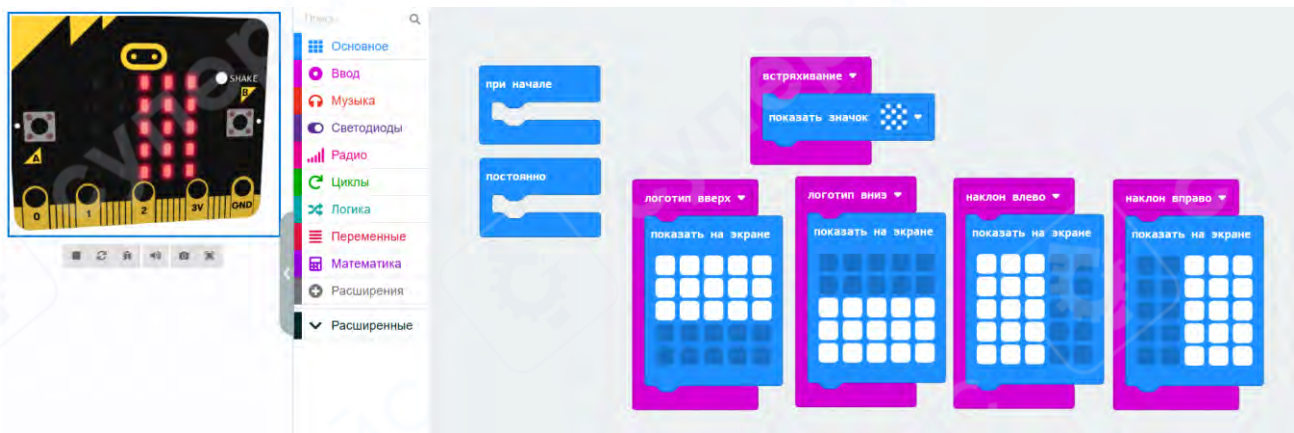 Поиск...
Основное
Ввод
Музыка
Светодиоды
Радио
Циклы
Логика
Переменные
Математика
Расширения
Расширенные
SHAKE
B
A
0
1
2
3V
GND
при начале
постоянно
встряхивание
показать значок
логотип вверх
показать на экране
логотип вниз
показать на экране
наклон влево
показать на экране
наклон вправо
показать на экране